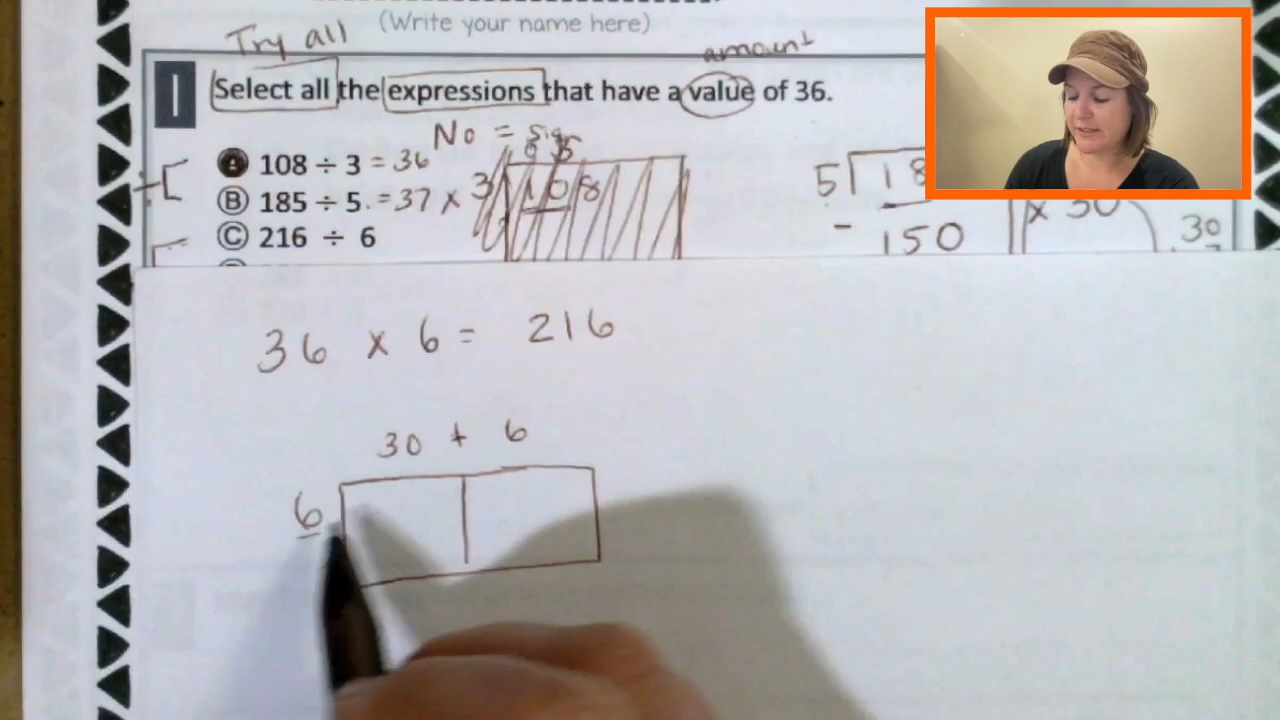 (Write your name here)
Try all
amount
1 Select all the expressions that have a value of 36.
No = sign
A 108 ÷ 3 = 36
B 185 ÷ 5. = 37 x
C 216 ÷ 6
3 108
5 18
- 150
x 30
30
36 x 6 = 216
30 + 6
6